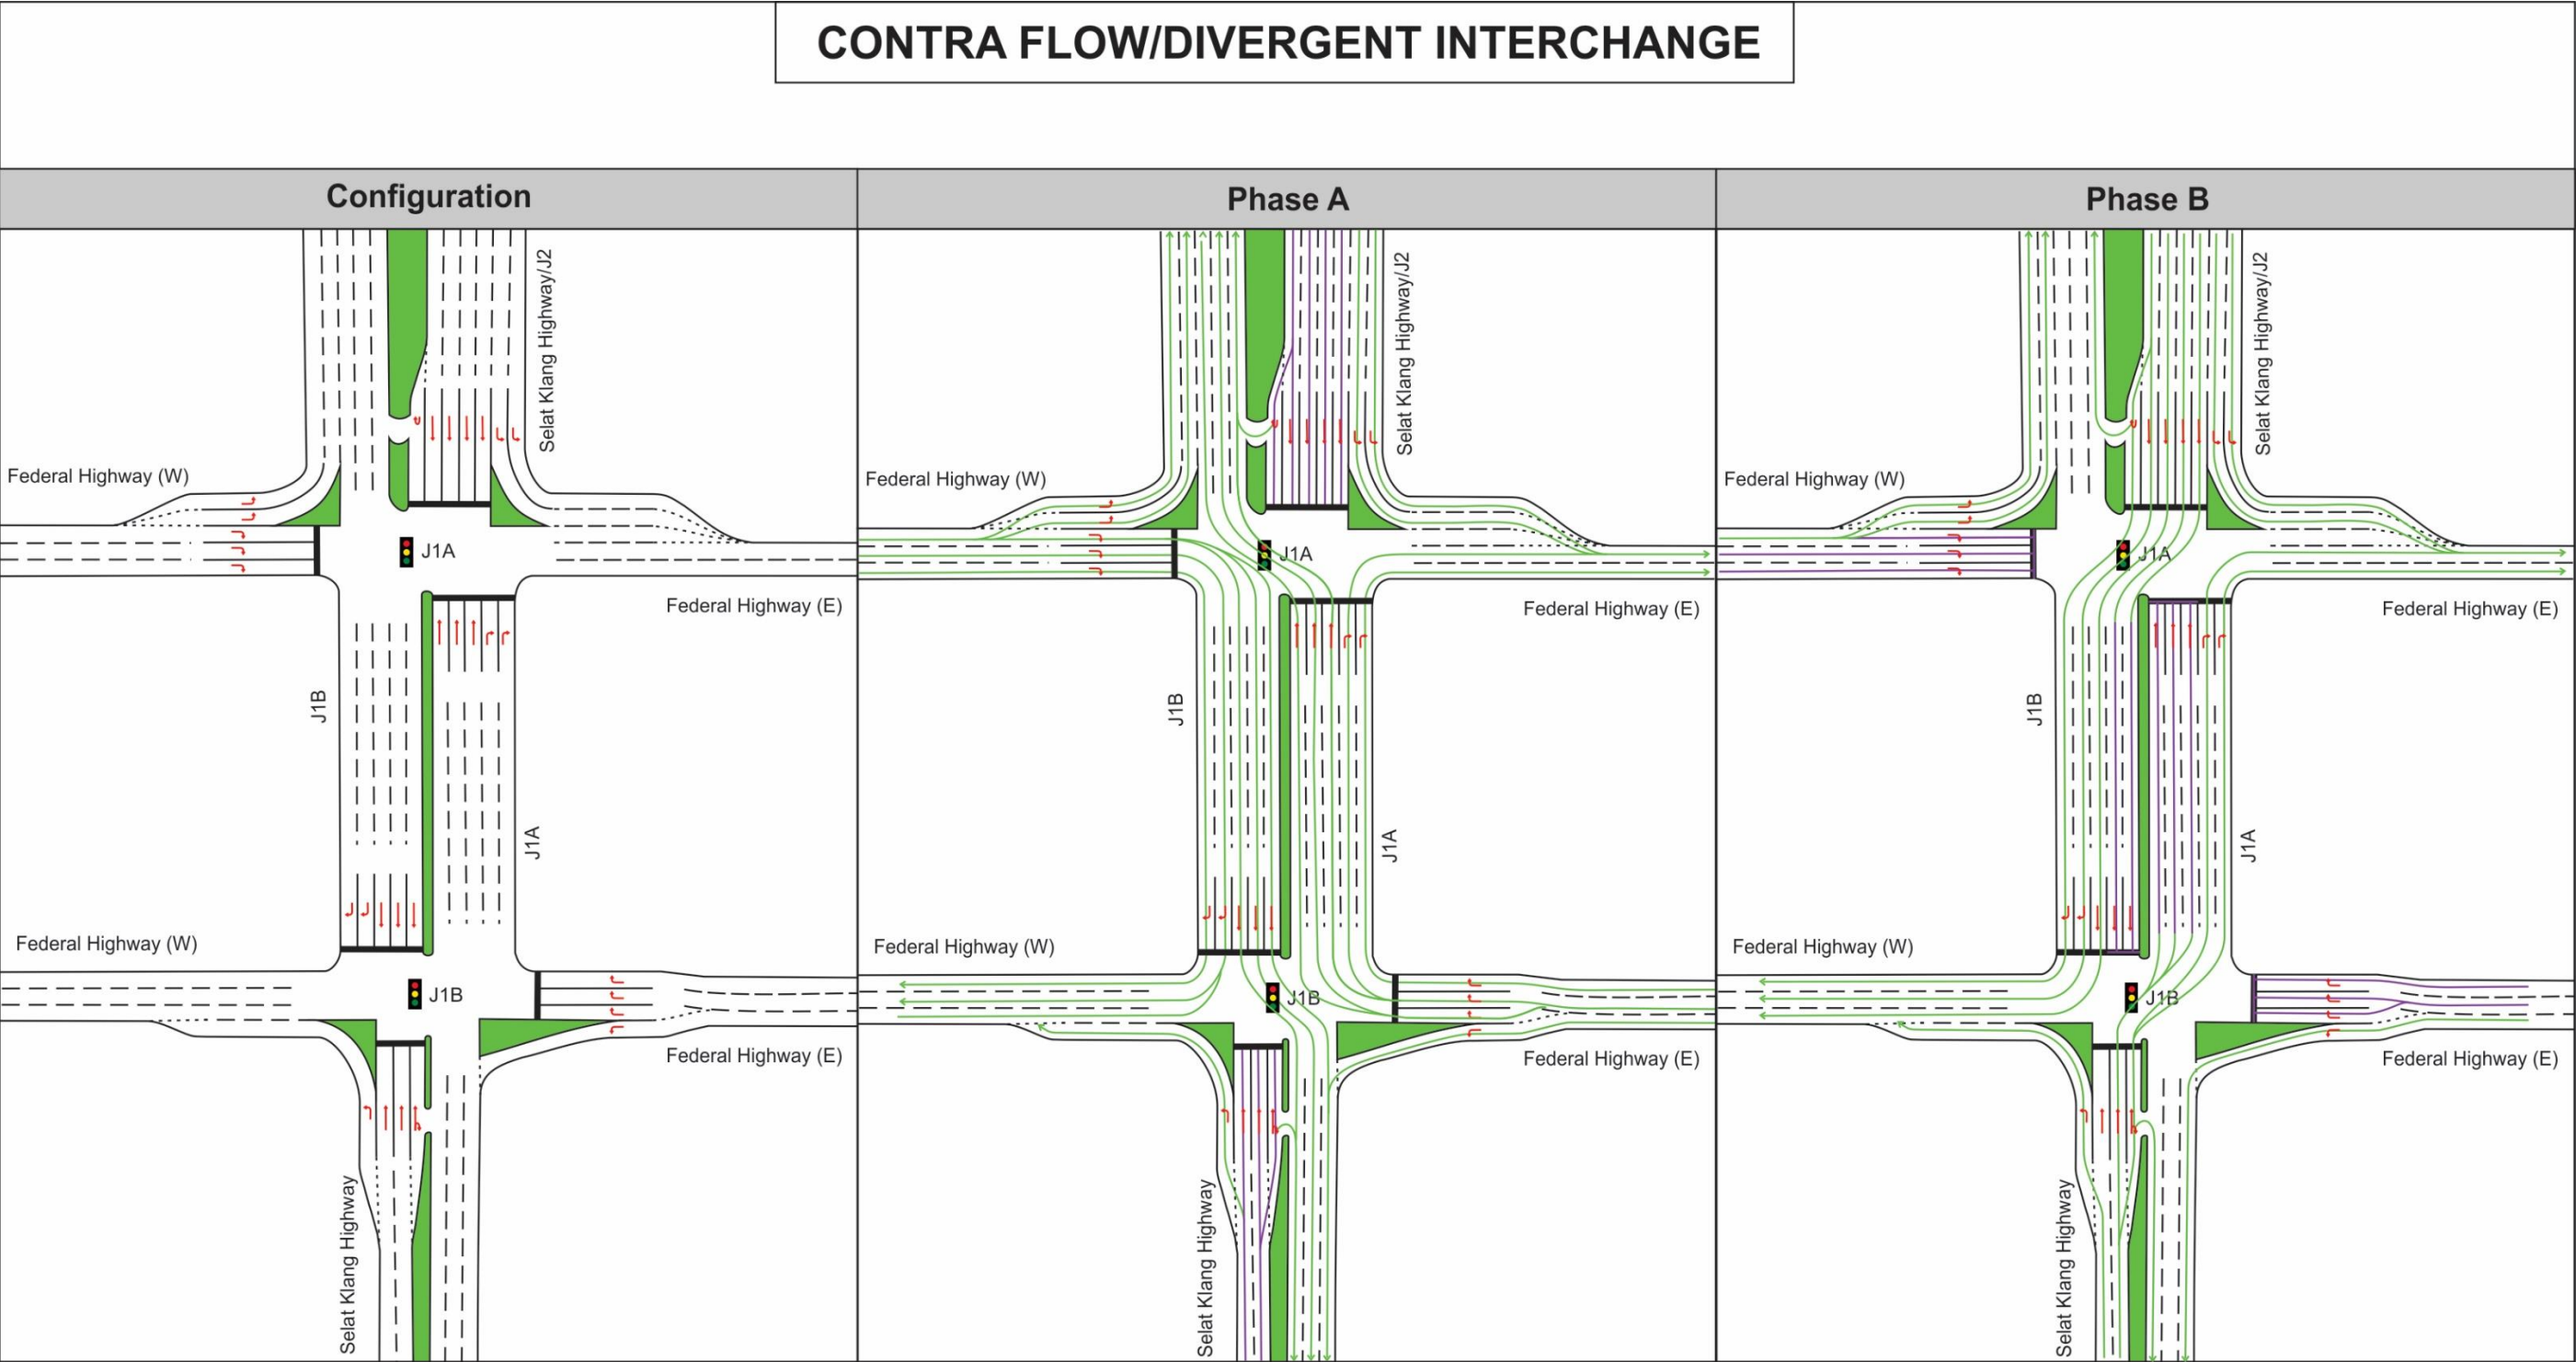 CONTRA FLOW/DIVERGENT INTERCHANGE
Configuration
Phase A
Phase B
Selat Klang Highway/J2
Federal Highway (W)
J1A
Federal Highway (E)
J1B
J1A
Federal Highway (W)
J1B
Federal Highway (E)
Selat Klang Highway
Selat Klang Highway/J2
Federal Highway (W)
J1A
Federal Highway (E)
J1B
J1A
Federal Highway (W)
J1B
Federal Highway (E)
Selat Klang Highway
Selat Klang Highway/J2
Federal Highway (W)
J1A
Federal Highway (E)
J1B
J1A
Federal Highway (W)
J1B
Federal Highway (E)
Selat Klang Highway